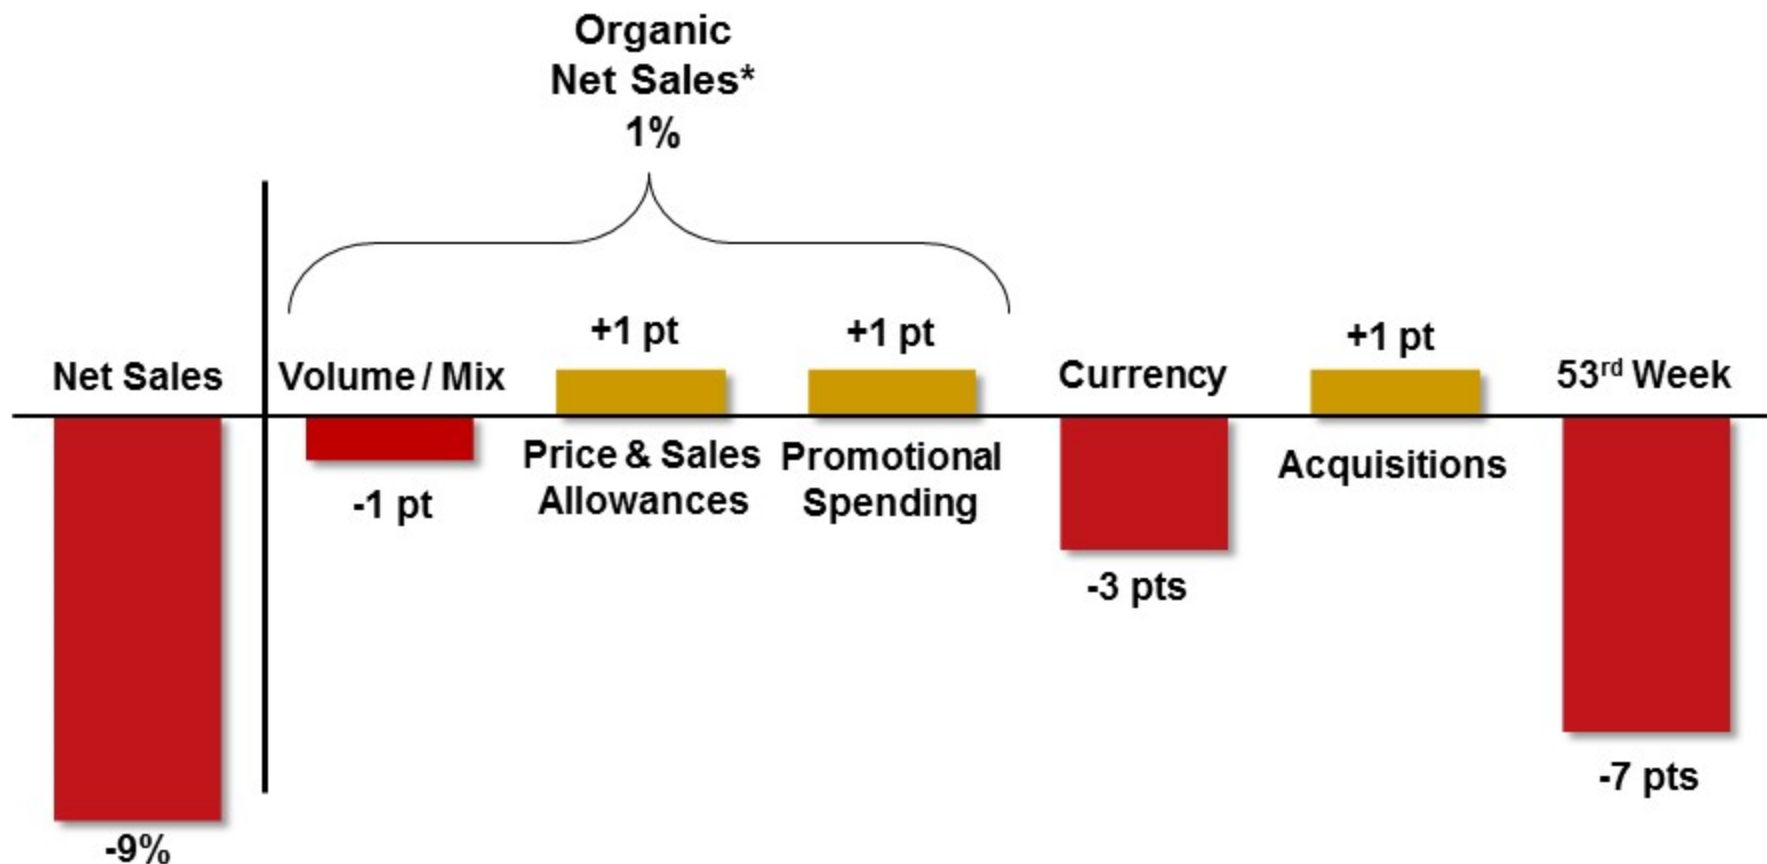 Organic
Net Sales*
1%
+1 pt
+1 pt
+1 pt
Net Sales
Volume / Mix
Currency
53rd Week
Price & Sales
Allowances
Promotional
Spending
Acquisitions
-1 pt
-3 pts
-7 pts
-9%